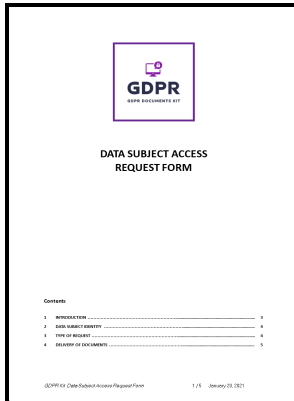 GDPR
GDPR DOCUMENTS KIT
DATA SUBJECT ACCESS
REQUEST FORM
Contents
1 INTRODUCTION ........ 3
2 DATA SUBJECT IDENTITY ........ 4
3 TYPE OF REQUEST ........ 4
4 DELIVERY OF DOCUMENTS ........ 5
GDPR Kit Data Subject Access Request Form 1 / 5 January 23, 2021